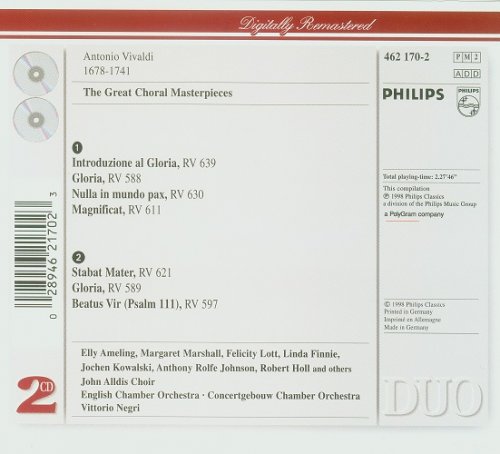 Digitally Remastered
Antonio Vivaldi
1678-1741
The Great Choral Masterpieces
1
Introduzione al Gloria, RV 639
Gloria, RV 588
Nulla in mundo pax, RV 630
Magnificat, RV 611
2
Stabat Mater, RV 621
Gloria, RV 589
Beatus Vir (Psalm 111), RV 597
Elly Ameling, Margaret Marshall, Felicity Lott, Linda Finnie,
Jochen Kowalski, Anthony Rolfe Johnson, Robert Holl and others
John Alldis Choir
English Chamber Orchestra · Concertgebouw Chamber Orchestra
Vittorio Negri
0 28946 21702 3
2 CD
462 170-2
PM2
ADD
PHILIPS
PHILIPS
Total playing-time: 2.27'46"
This compilation
℗ 1998 Philips Classics
a division of the Philips Music Group
a PolyGram company
© 1998 Philips Classics
Printed in Germany
Imprimé en Allemagne
Made in Germany
DUO